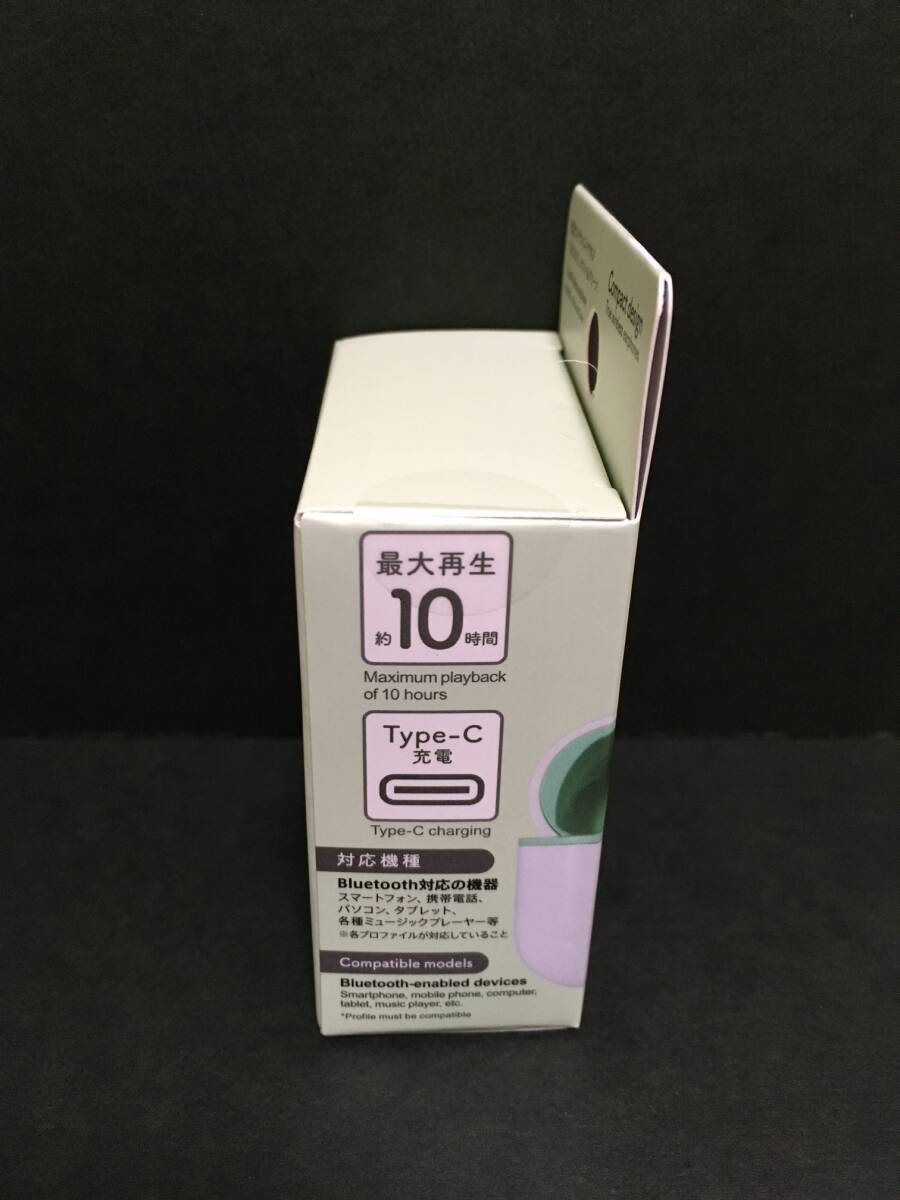 Compact design
True wireless earphones
最大再生
約10時間
Maximum playback
of 10 hours
Type-C
充電
Type-C charging
対応機種
Bluetooth対応の機器
スマートフォン、携帯電話、
パソコン、タブレット、
各種ミュージックプレーヤー等
※各プロファイルが対応していること
Compatible models
Bluetooth-enabled devices
Smartphone, mobile phone, computer,
tablet, music player, etc.
*Profile must be compatible